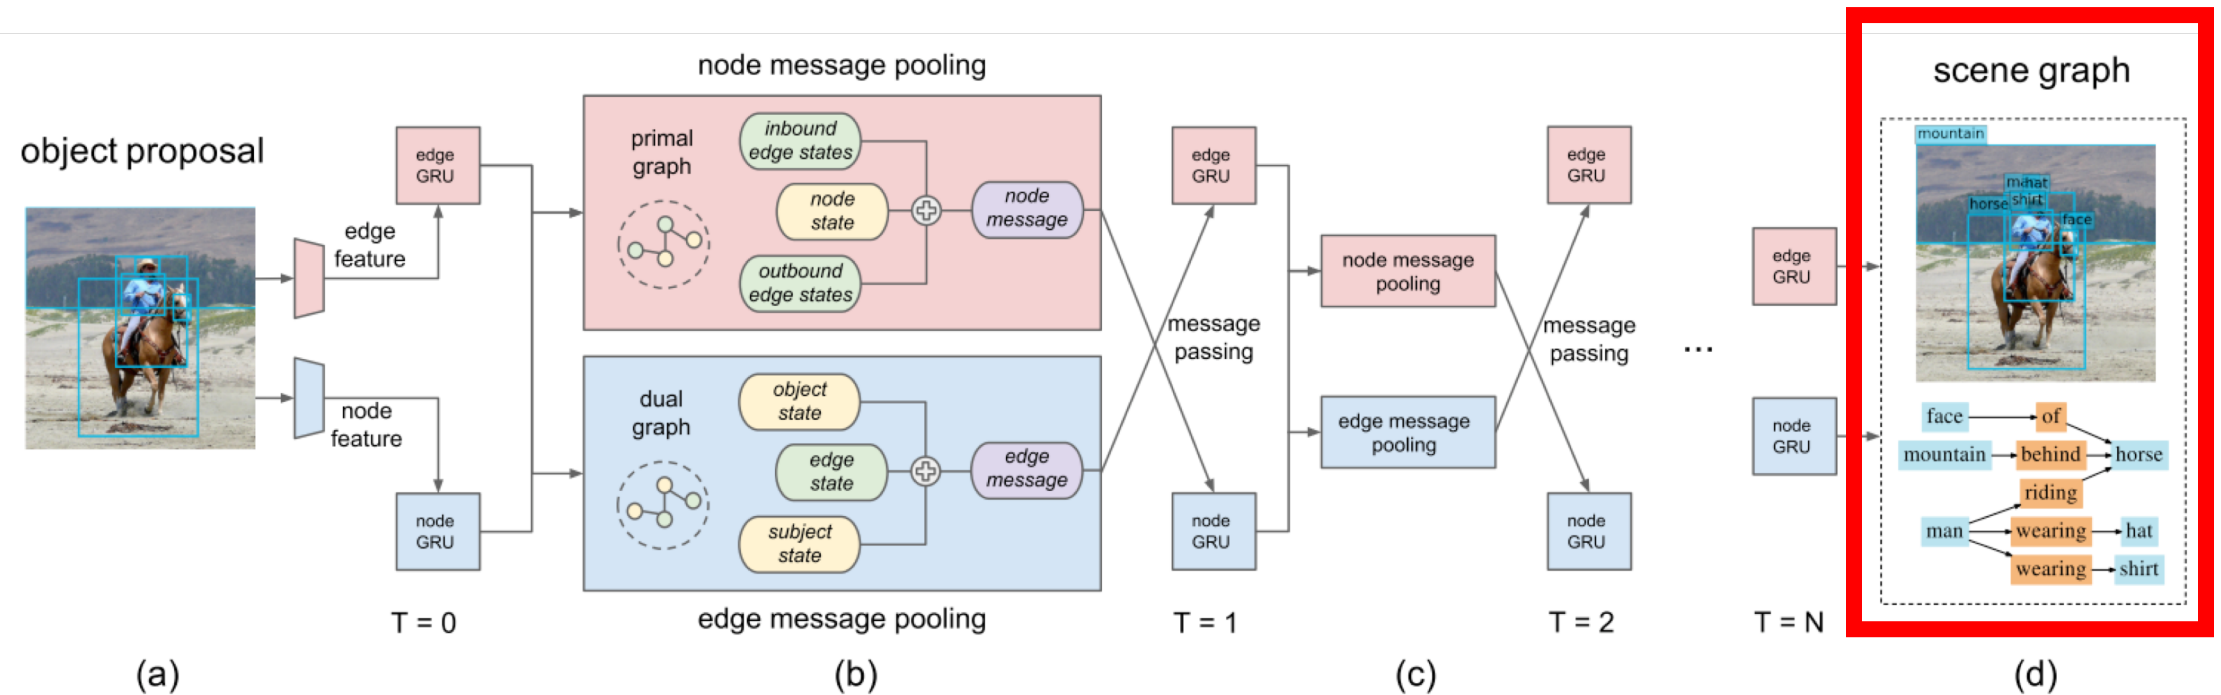 object proposal
edge
feature
node
feature
edge
GRU
node
GRU
T = 0
(a)
node message pooling
primal
graph
inbound
edge states
node
state
outbound
edge states
node
message
dual
graph
object
state
edge
state
subject
state
edge
message
edge message pooling
(b)
message
passing
edge
GRU
node
GRU
T = 1
node message
pooling
edge message
pooling
(c)
message
passing
edge
GRU
node
GRU
T = 2
...
edge
GRU
node
GRU
T = N
scene graph
mountain
hat
shirt
horse
face
face of
mountain behind horse
riding
man wearing hat
wearing shirt
(d)